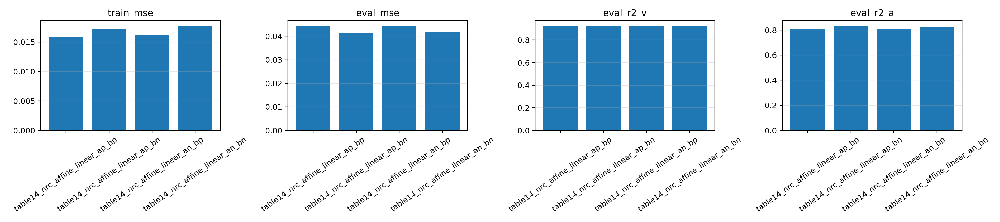 train_mse
0.015
0.010
0.005
0.000
table14_nrc_affine_linear_ap_bp
table14_nrc_affine_linear_ap_bn
table14_nrc_affine_linear_an_bp
table14_nrc_affine_linear_an_bn
eval_mse
0.04
0.03
0.02
0.01
0.00
table14_nrc_affine_linear_ap_bp
table14_nrc_affine_linear_ap_bn
table14_nrc_affine_linear_an_bp
table14_nrc_affine_linear_an_bn
eval_r2_v
0.8
0.6
0.4
0.2
0.0
table14_nrc_affine_linear_ap_bp
table14_nrc_affine_linear_ap_bn
table14_nrc_affine_linear_an_bp
table14_nrc_affine_linear_an_bn
eval_r2_a
0.8
0.6
0.4
0.2
0.0
table14_nrc_affine_linear_ap_bp
table14_nrc_affine_linear_ap_bn
table14_nrc_affine_linear_an_bp
table14_nrc_affine_linear_an_bn